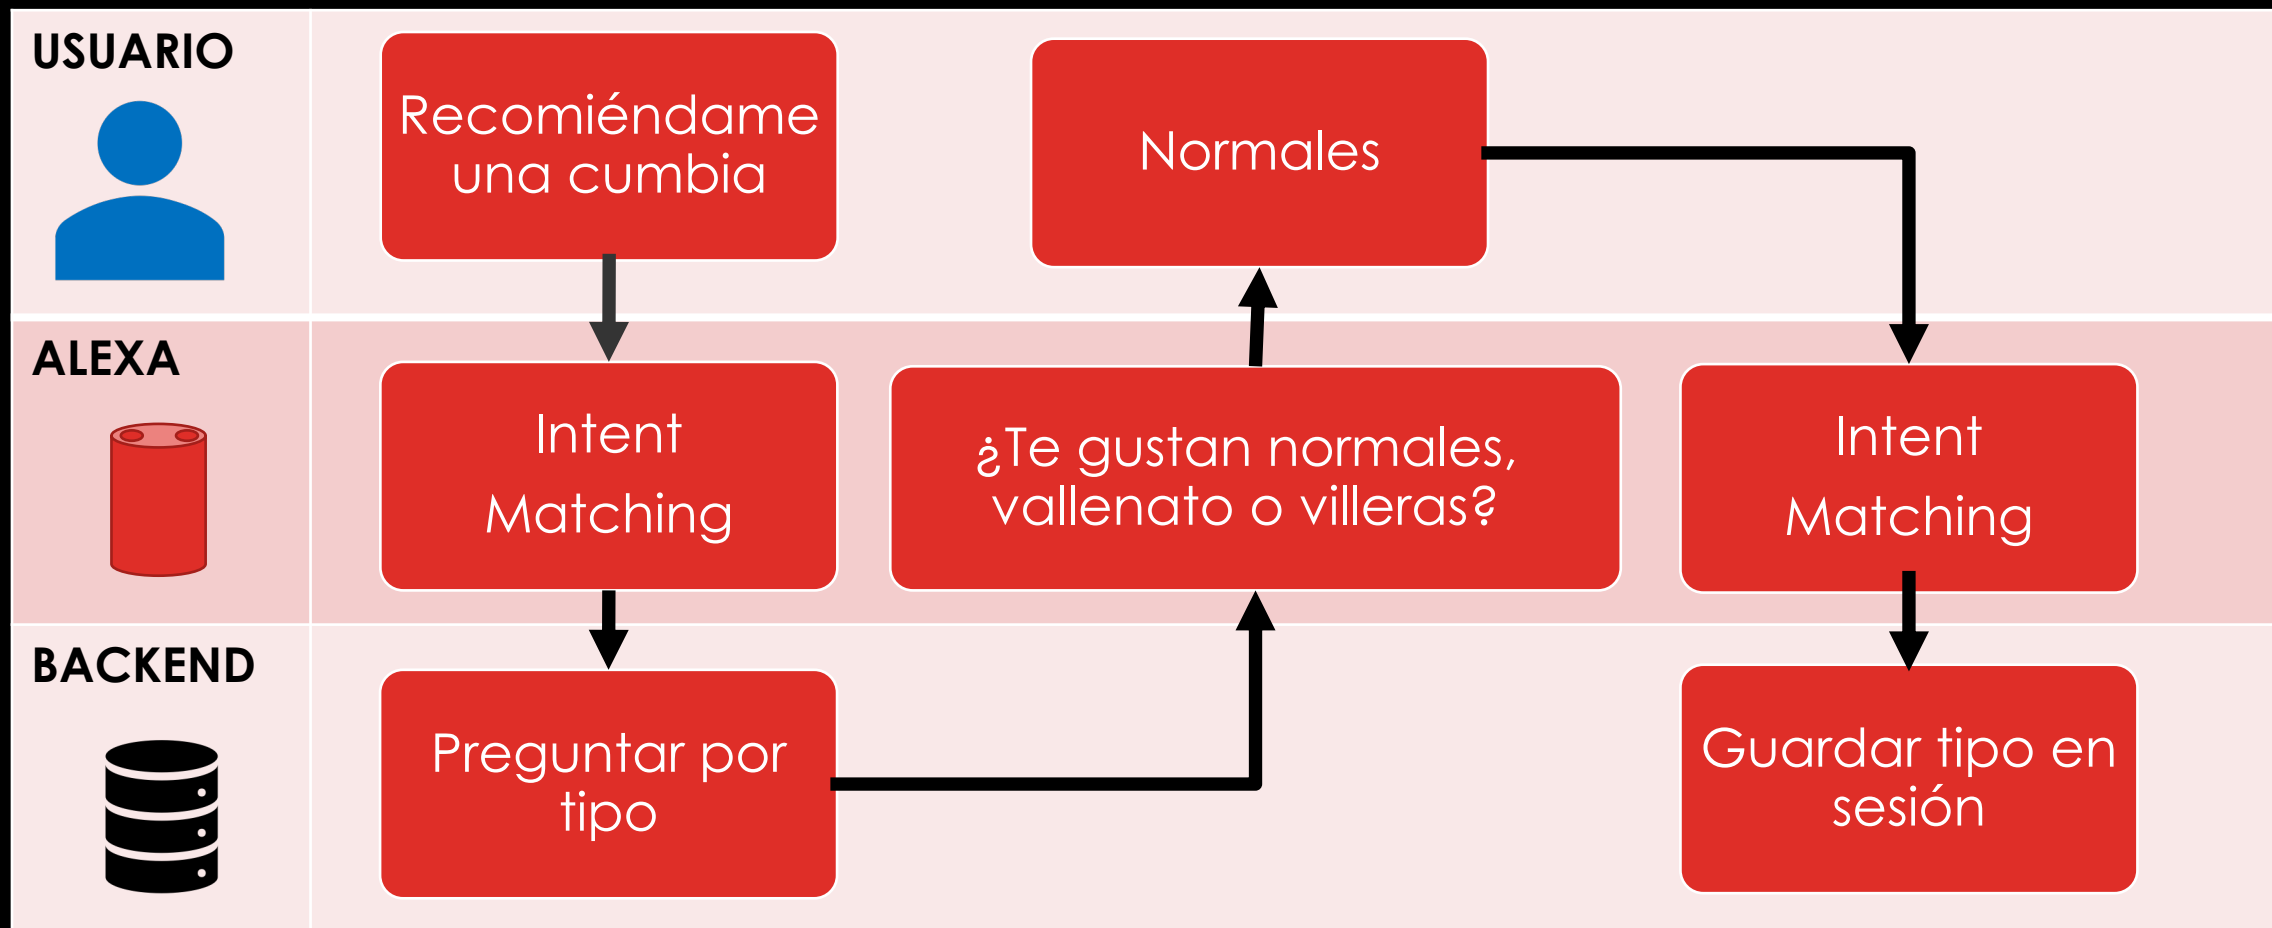 USUARIO
Recomiéndame
una cumbia
Normales
ALEXA
Intent
Matching
¿Te gustan normales,
vallenato o villeras?
Intent
Matching
BACKEND
Preguntar por
tipo
Guardar tipo en
sesión